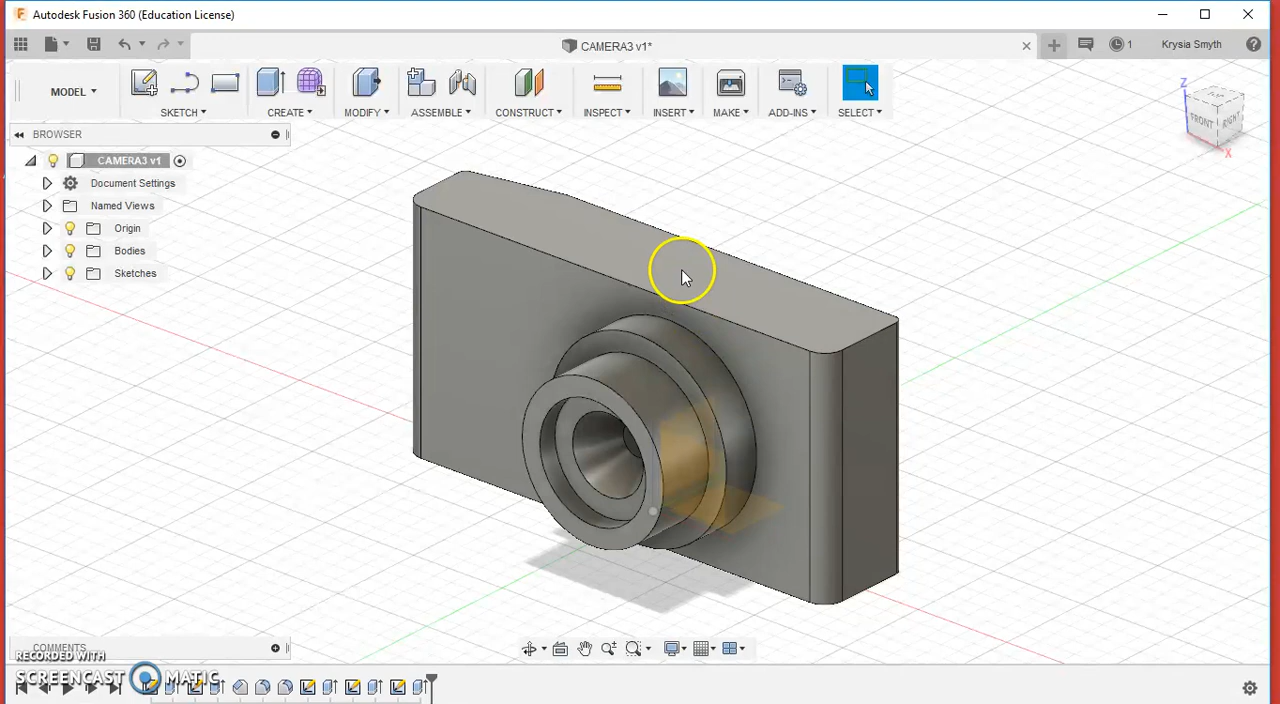 Autodesk Fusion 360 (Education License)
CAMERA3 v1*
1
Krysia Smyth
MODEL
SKETCH
CREATE
MODIFY
ASSEMBLE
CONSTRUCT
INSPECT
INSERT
MAKE
ADD-INS
SELECT
BROWSER
CAMERA3 v1
Document Settings
Named Views
Origin
Bodies
Sketches
Z
TOP
FRONT
RIGHT
X
COMMENTS
RECORDED WITH
SCREENCAST MATIC